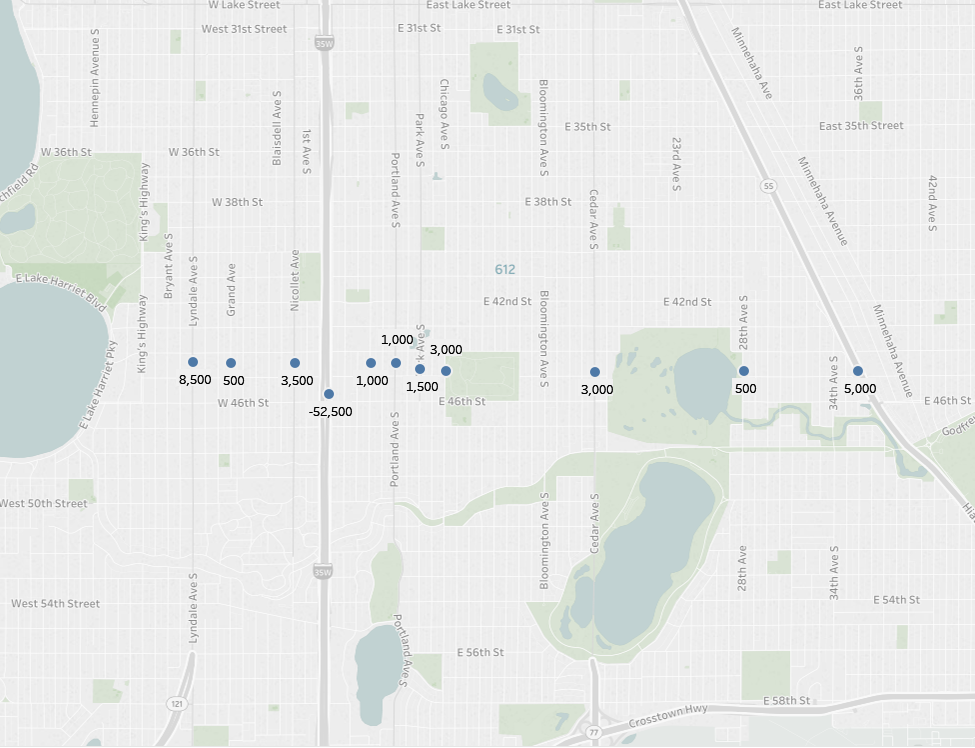 W Lake Street
East Lake Street
East Lake Street
West 31st Street
E 31st St
E 31st St
35W
Hennepin Avenue S
Minnehaha Ave
36th Ave S
Blaisdell Ave S
1st Ave S
Park Ave S
Chicago Ave S
Bloomington Ave S
E 35th St
East 35th Street
W 36th St
W 36th St
23rd Ave S
chfield Rd
King's Highway
Portland Ave S
55
Minnehaha Avenue
42nd Ave S
W 38th St
E 38th St
Cedar Ave S
Bryant Ave S
Lyndale Ave S
Grand Ave
Nicollet Ave
612
E Lake Harriet Blvd
King's Highway
E 42nd St
Bloomington Ave S
E 42nd St
28th Ave S
Minnehaha Avenue
E Lake Harriet Pky
1,000
k Ave S
3,000
34th Ave S
8,500
500
3,500
1,000
1,500
3,000
500
5,000
W 46th St
-52,500
E 46th St
E 46th St
Portland Ave S
Godfre
West 50th Street
Bloomington Ave S
Cedar Ave S
Hia
35W
28th Ave
34th Ave S
West 54th Street
Lyndale Ave S
E 54th St
Portland Ave S
E 56th St
121
77
Crosstown Hwy
E 58th St